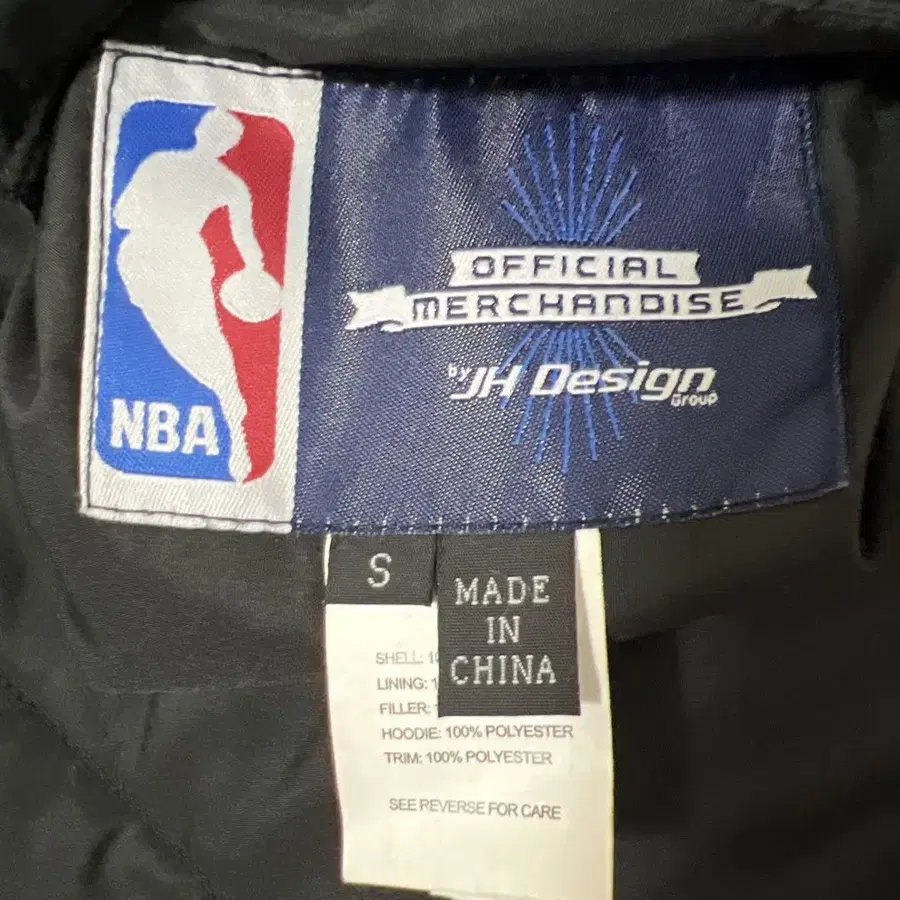 NBA
OFFICIAL
MERCHANDISE
by JH Design
Group
S
MADE
IN
CHINA
SHELL:
LINING:
FILLER:
HOODIE: 100% POLYESTER
TRIM: 100% POLYESTER
SEE REVERSE FOR CARE